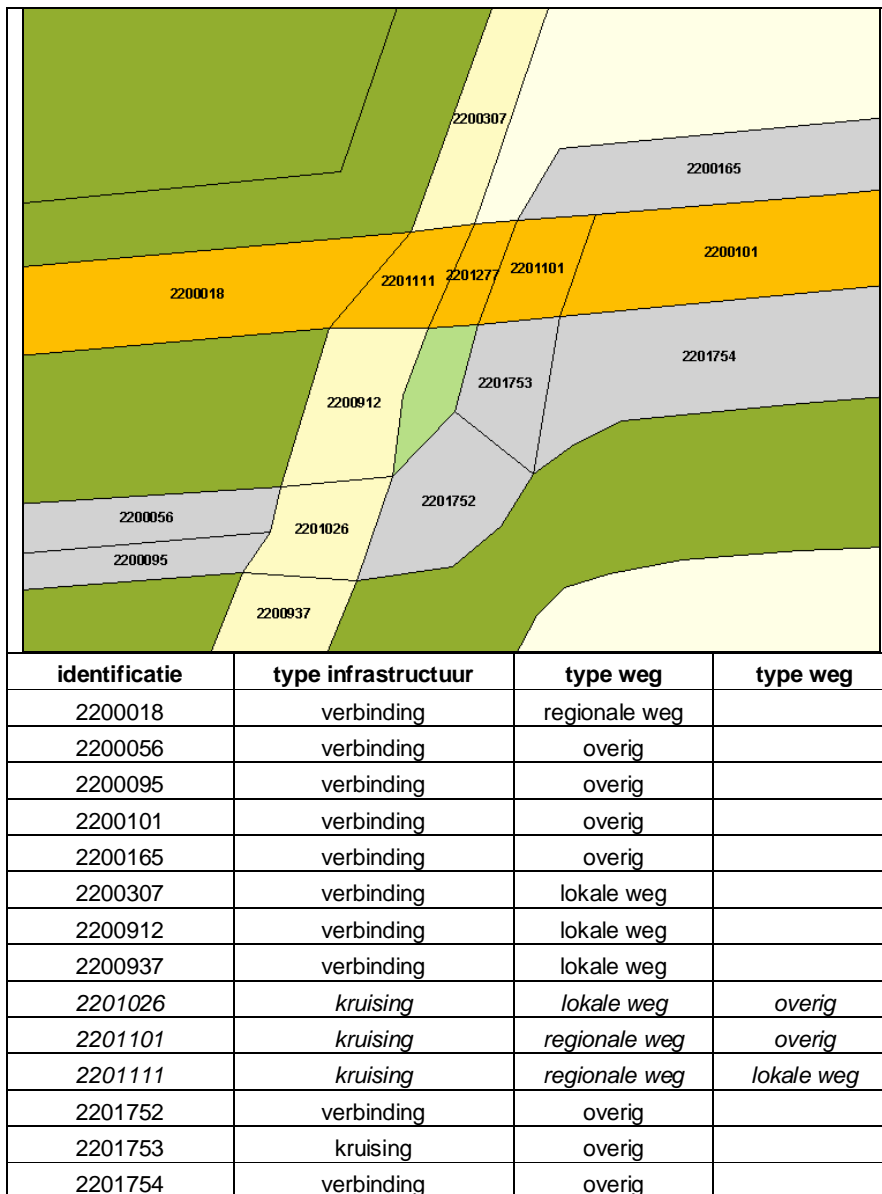 2200307
2200165
2200101
2201101
2201277
2201111
2200018
2201754
2201753
2200912
2201752
2200056
2201026
2200095
2200937
identificatie type infrastructuur type weg type weg
2200018 verbinding regionale weg
2200056 verbinding overig
2200095 verbinding overig
2200101 verbinding overig
2200165 verbinding overig
2200307 verbinding lokale weg
2200912 verbinding lokale weg
2200937 verbinding lokale weg
2201026 kruising lokale weg overig
2201101 kruising regionale weg overig
2201111 kruising regionale weg lokale weg
2201752 verbinding overig
2201753 kruising overig
2201754 verbinding overig